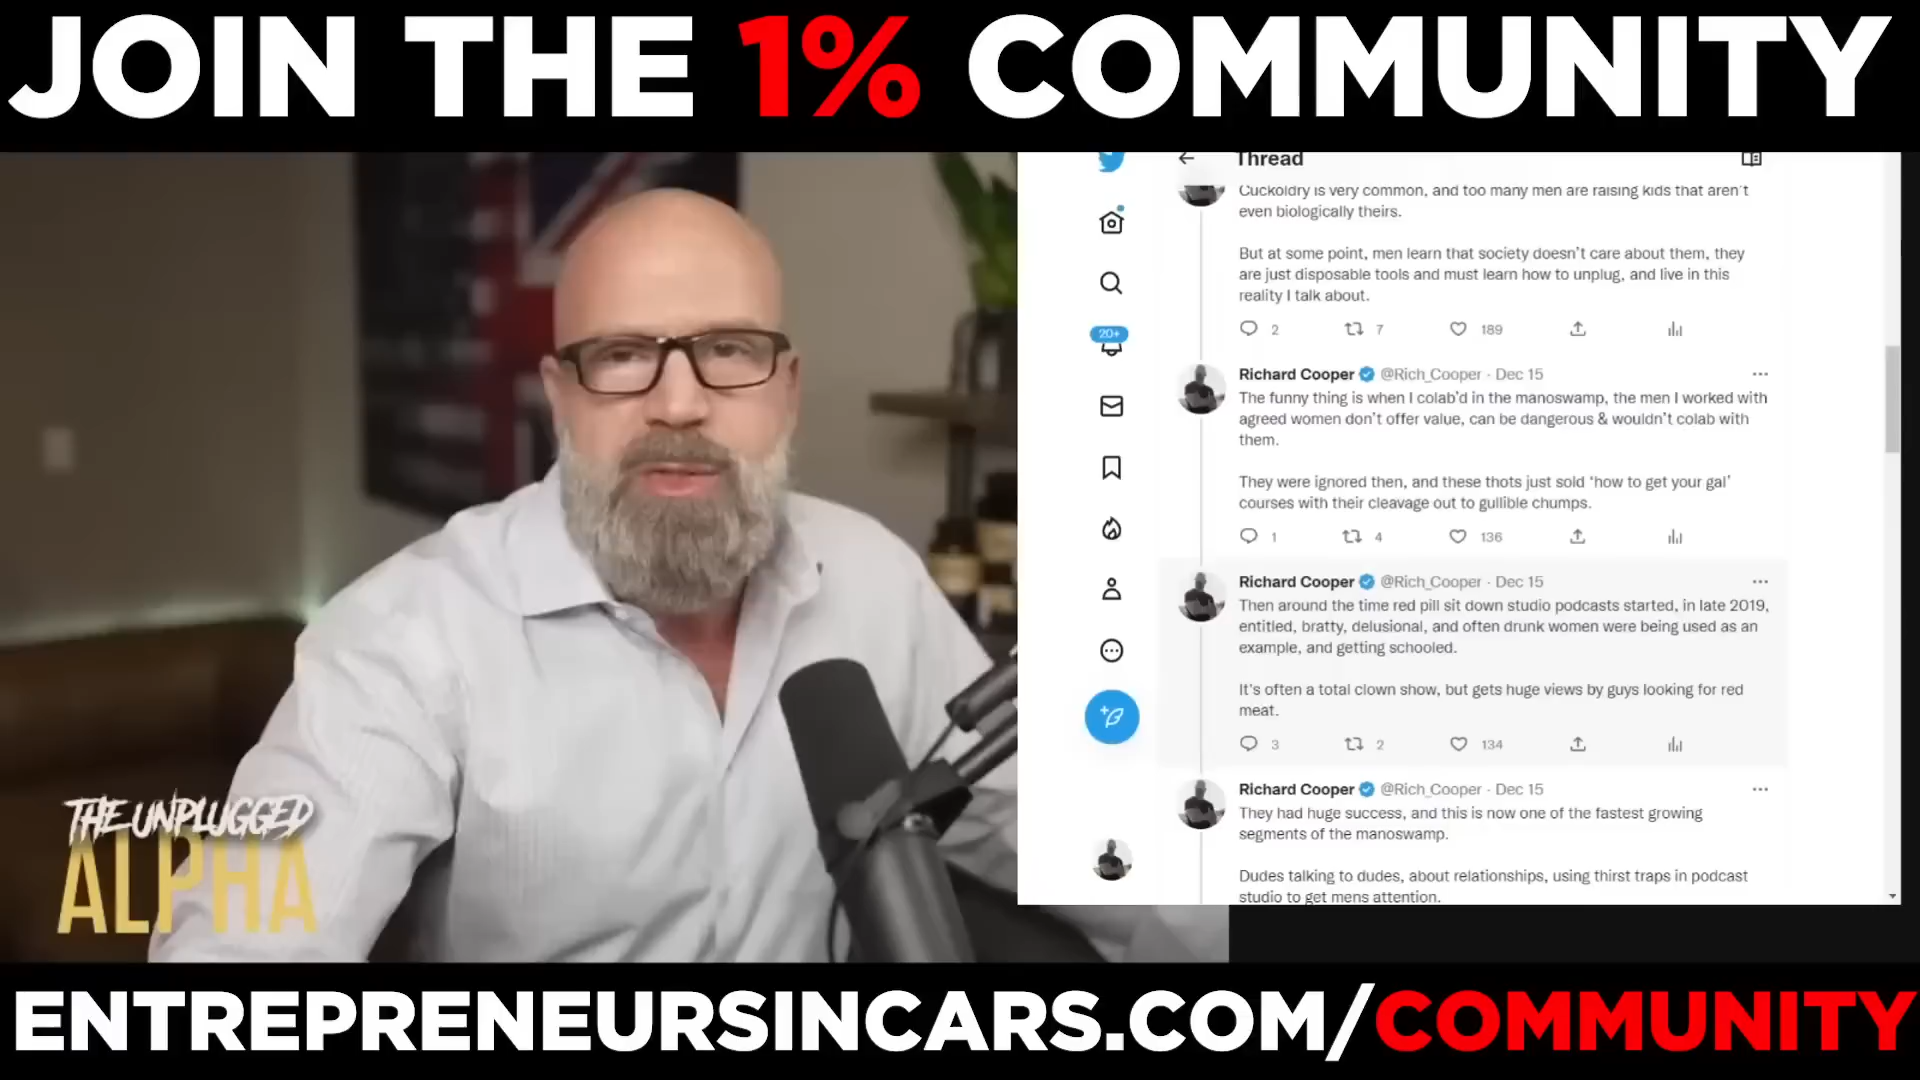 JOIN THE 1% COMMUNITY
Thread
Cuckoldry is very common, and too many men are raising kids that aren't
even biologically theirs.
But at some point, men learn that society doesn't care about them, they
are just disposable tools and must learn how to unplug, and live in this
reality I talk about.
2 7 189
Richard Cooper @Rich_Cooper · Dec 15
The funny thing is when I colab'd in the manoswamp, the men I worked with
agreed women don't offer value, can be dangerous & wouldn't colab with
them.
They were ignored then, and these thots just sold 'how to get your gal'
courses with their cleavage out to gullible chumps.
1 4 136
20+
Richard Cooper @Rich_Cooper · Dec 15
Then around the time red pill sit down studio podcasts started, in late 2019,
entitled, bratty, delusional, and often drunk women were being used as an
example, and getting schooled.
It's often a total clown show, but gets huge views by guys looking for red
meat.
3 2 134
Richard Cooper @Rich_Cooper · Dec 15
They had huge success, and this is now one of the fastest growing
segments of the manoswamp.
Dudes talking to dudes, about relationships, using thirst traps in podcast
studio to get mens attention.
THE UNPLUGGED
ALPHA
ENTREPRENEURSINCARS.COM/COMMUNITY